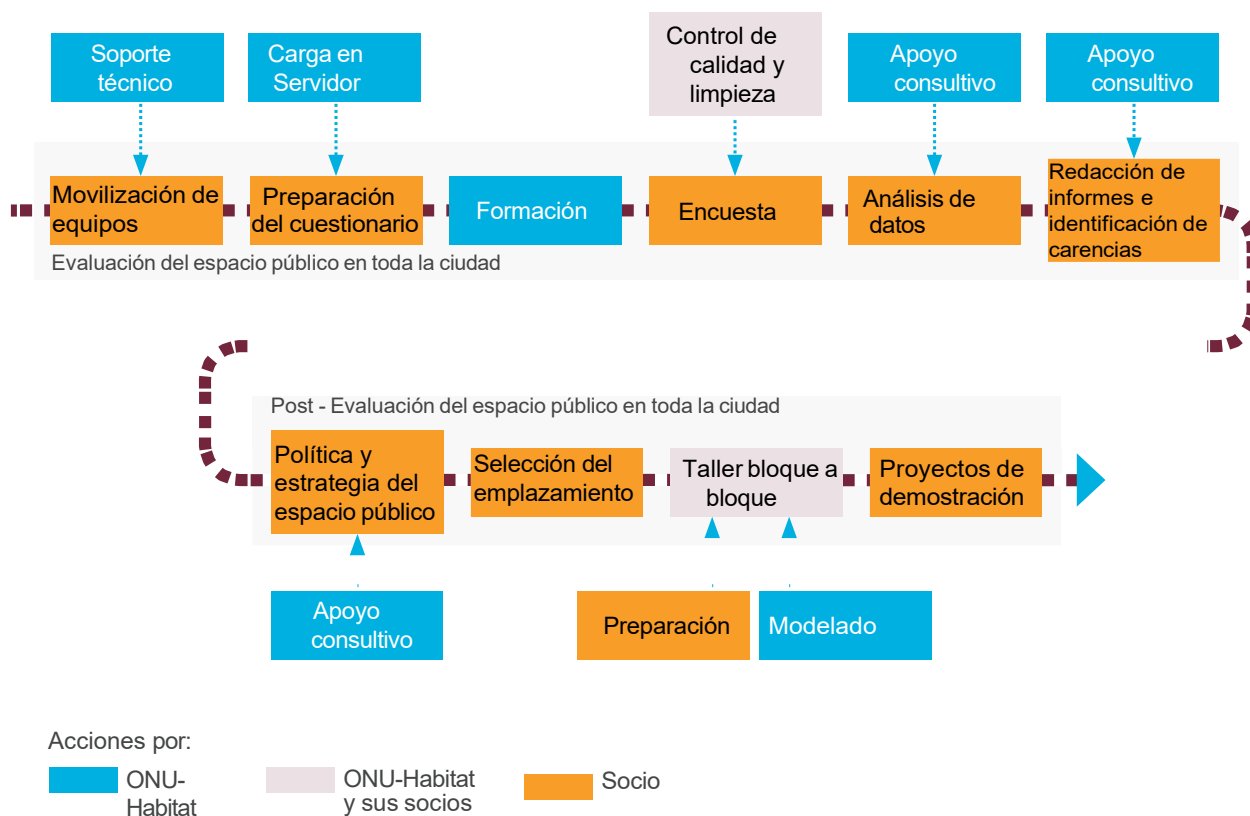 Soporte
técnico
Carga en
Servidor
Control de
calidad y
limpieza
Apoyo
consultivo
Apoyo
consultivo
Movilización de
equipos
Preparación
del cuestionario
Formación
Encuesta
Análisis de
datos
Redacción de
informes e
identificación de
carencias
Evaluación del espacio público en toda la ciudad
Post - Evaluación del espacio público en toda la ciudad
Política y
estrategia del
espacio público
Selección del
emplazamiento
Taller bloque a
bloque
Proyectos de
demostración
Apoyo
consultivo
Preparación
Modelado
Acciones por:
ONU-
Habitat
ONU-Habitat
y sus socios
Socio